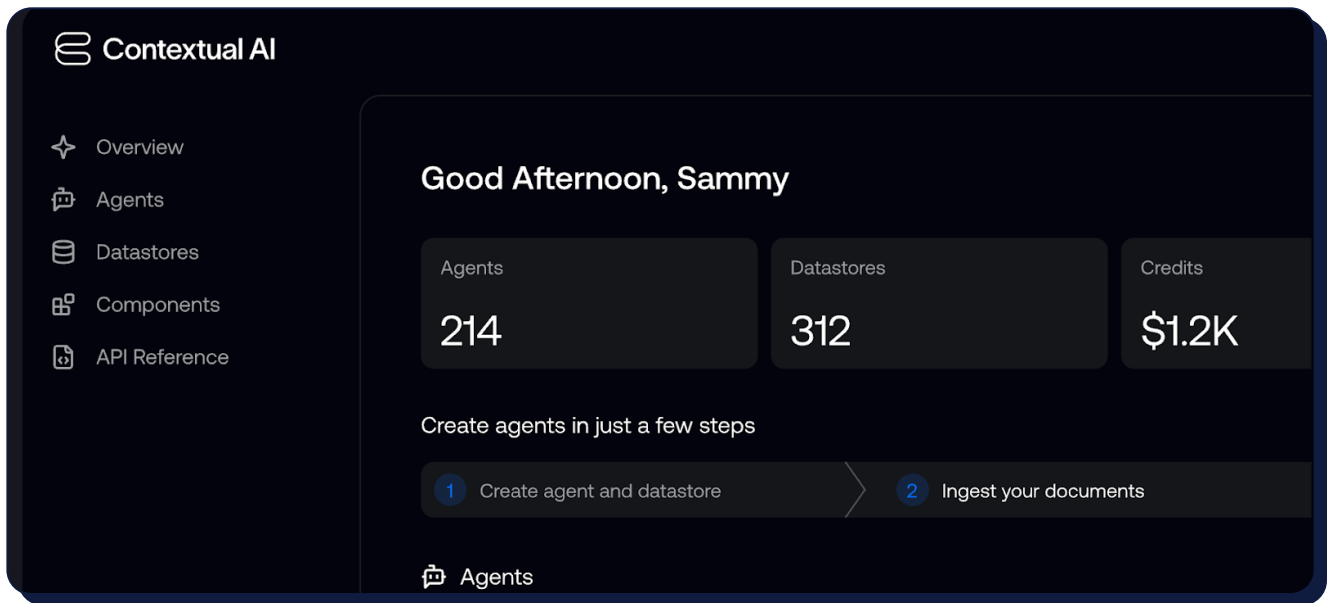 Contextual AI
Overview
Agents
Datastores
Components
API Reference
Good Afternoon, Sammy
Agents
214
Datastores
312
Credits
$1.2K
Create agents in just a few steps
1 Create agent and datastore
2 Ingest your documents
Agents